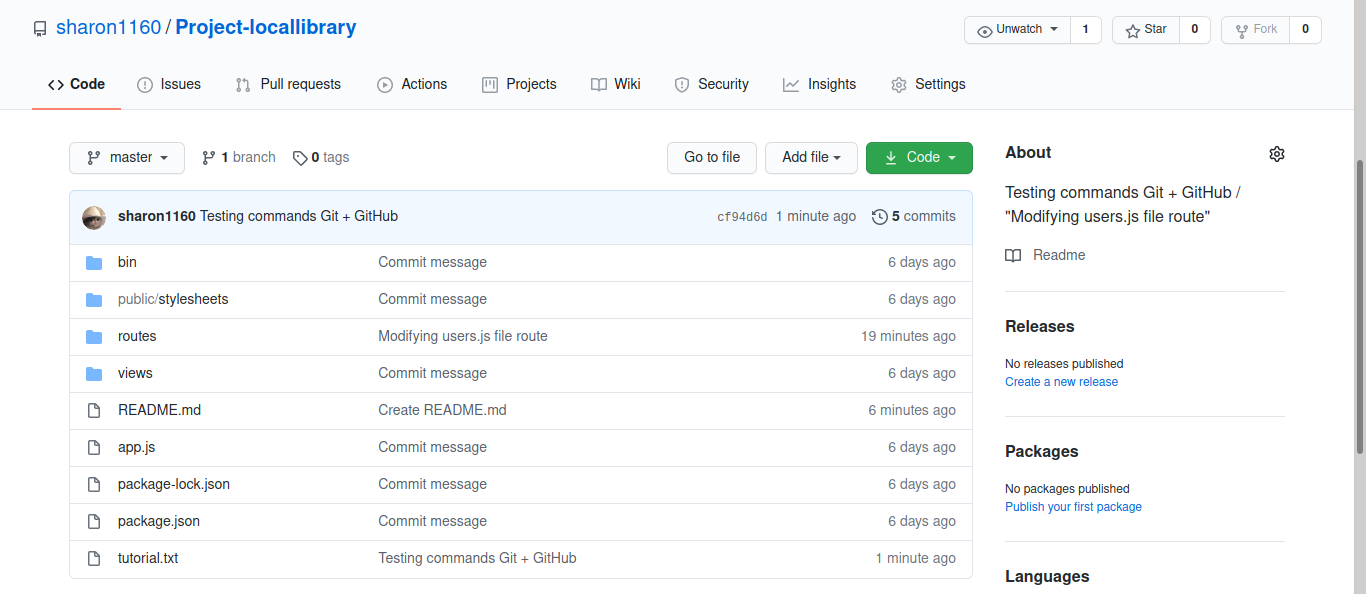 sharon1160 / Project-locallibrary
Unwatch 1 Star 0 Fork 0
Code Issues Pull requests Actions Projects Wiki Security Insights Settings
master 1 branch 0 tags Go to file Add file Code
sharon1160 Testing commands Git + GitHub cf94d6d 1 minute ago 5 commits
bin Commit message 6 days ago
public/stylesheets Commit message 6 days ago
routes Modifying users.js file route 19 minutes ago
views Commit message 6 days ago
README.md Create README.md 6 minutes ago
app.js Commit message 6 days ago
package-lock.json Commit message 6 days ago
package.json Commit message 6 days ago
tutorial.txt Testing commands Git + GitHub 1 minute ago
About
Testing commands Git + GitHub /
"Modifying users.js file route"
Readme
Releases
No releases published
Create a new release
Packages
No packages published
Publish your first package
Languages